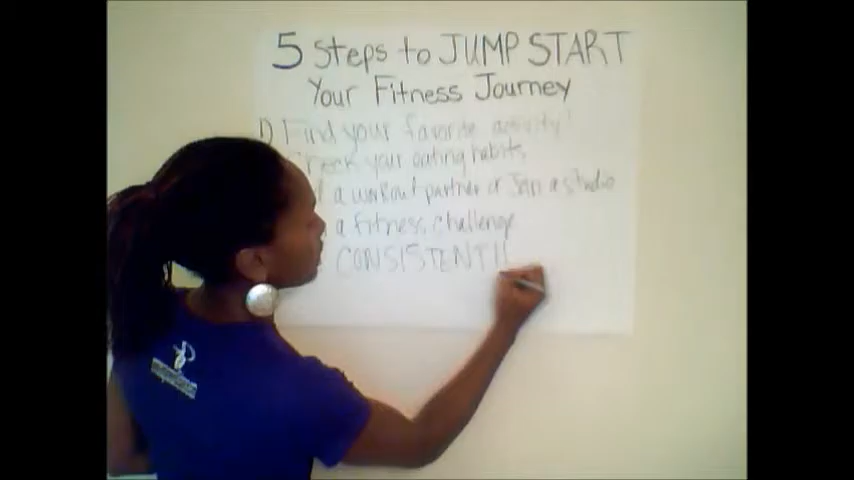 5 Steps to JUMP START
Your Fitness Journey
1) Find your favorite activity!
Check your eating habits.
a workout partner or Join a studio
a fitness challenge
CONSISTENT!!